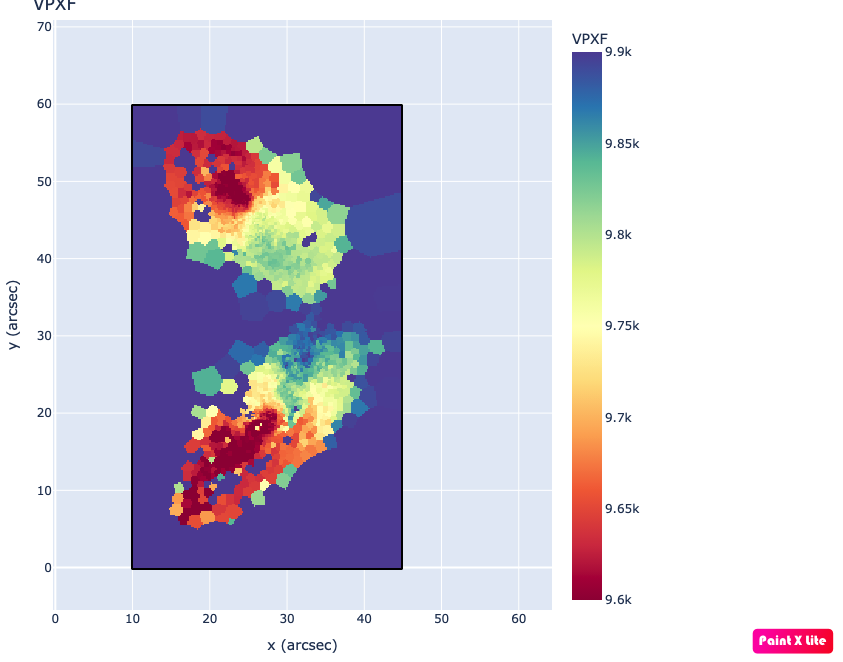 VPXF
70
60
50
40
30
20
10
0
y (arcsec)
0
10
20
30
40
50
60
x (arcsec)
VPXF
9.9k
9.85k
9.8k
9.75k
9.7k
9.65k
9.6k
Paint X Lite